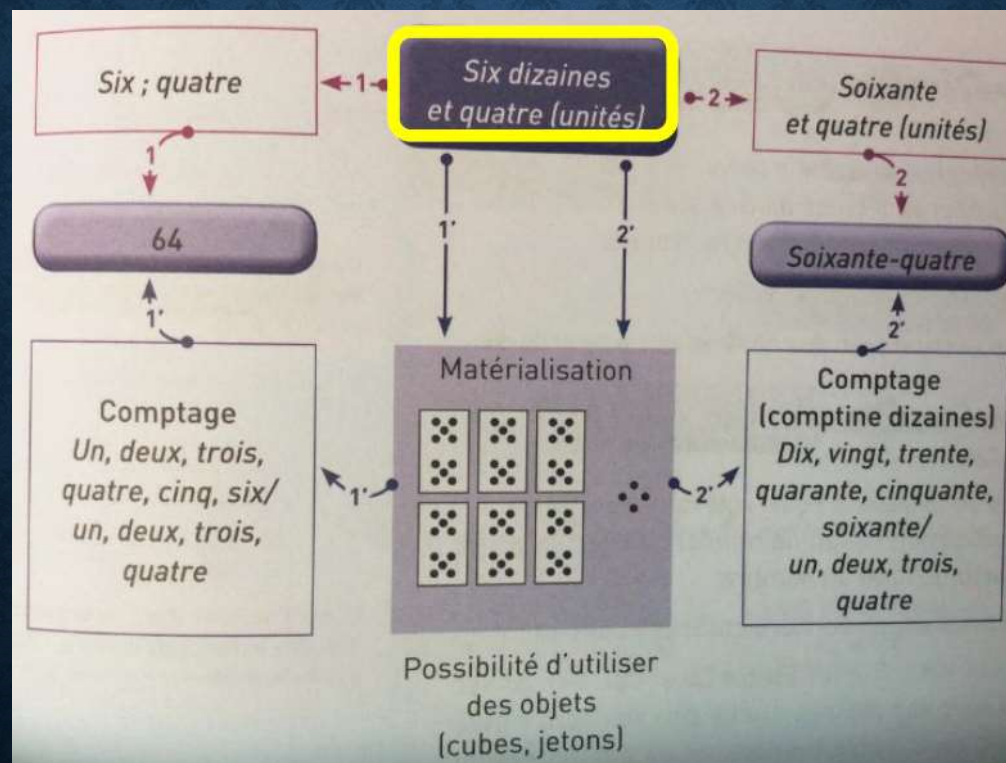 Six ; quatre
1
Six dizaines
et quatre (unités)
2
Soixante
et quatre (unités)
1
2
64
1'
2'
Soixante-quatre
1'
2'
Comptage
Un, deux, trois,
quatre, cinq, six/
un, deux, trois,
quatre
1'
Matérialisation
2'
Comptage
(comptine dizaines)
Dix, vingt, trente,
quarante, cinquante,
soixante/
un, deux, trois,
quatre
Possibilité d'utiliser
des objets
(cubes, jetons)